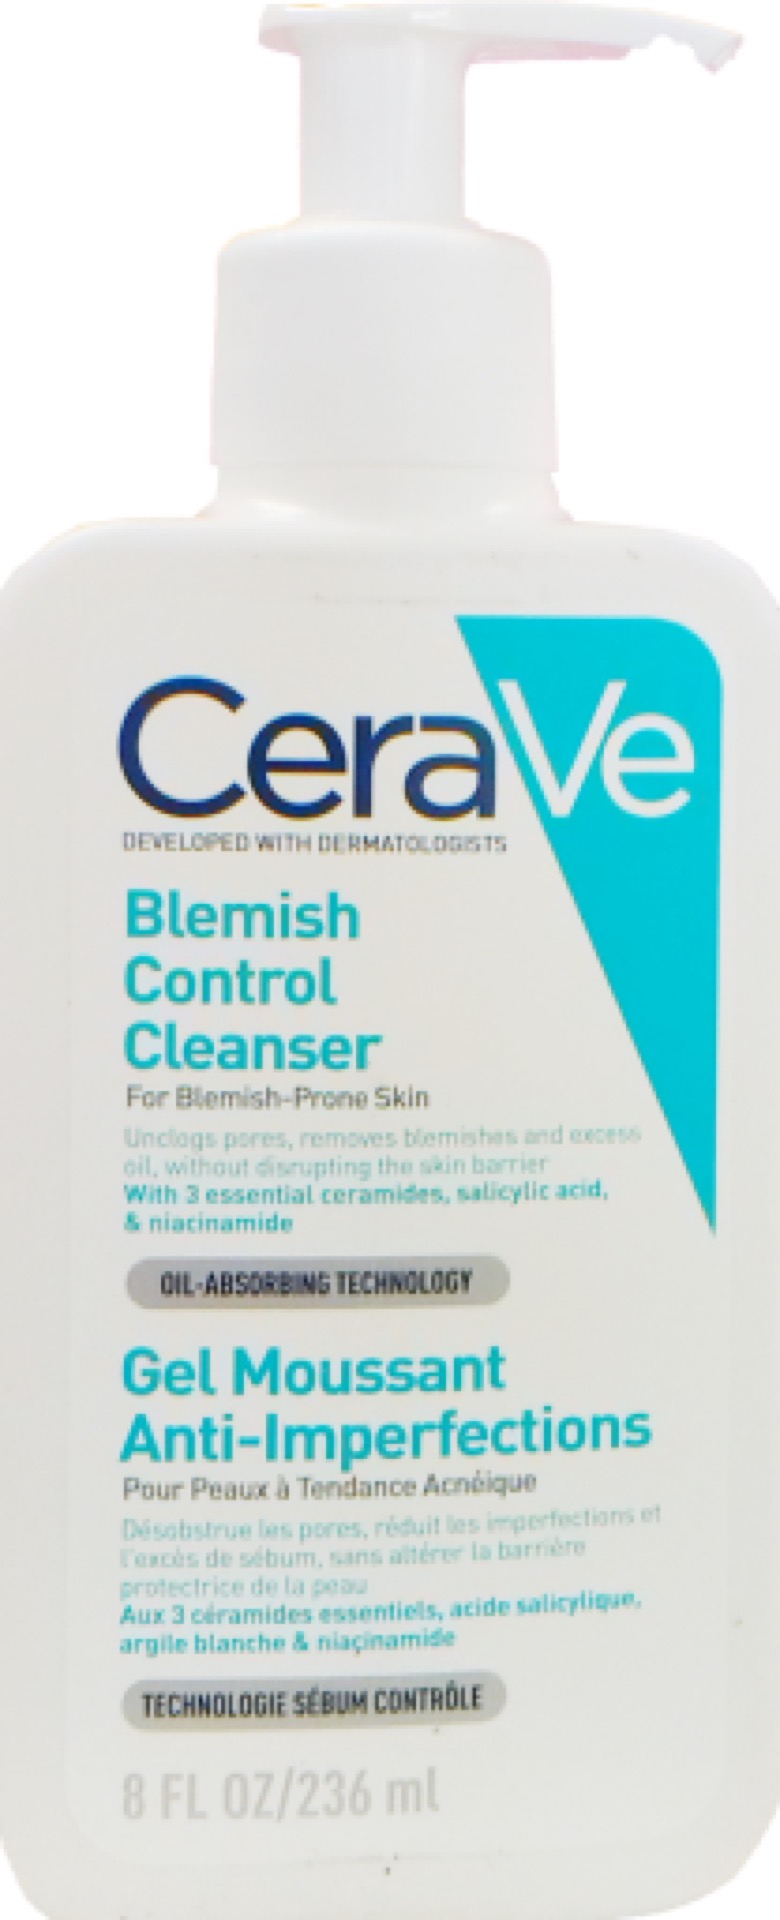 CeraVe
DEVELOPED WITH DERMATOLOGISTS
Blemish
Control
Cleanser
For Blemish-Prone Skin
Unclogs pores, removes blemishes and excess
oil, without disrupting the skin barrier
With 3 essential ceramides, salicylic acid,
& niacinamide
OIL-ABSORBING TECHNOLOGY
Gel Moussant
Anti-Imperfections
Pour Peaux à Tendance Acnéique
Désobstrue les pores, réduit les imperfections et
l'excès de sébum, sans altérer la barrière
protectrice de la peau
Aux 3 céramides essentiels, acide salicylique,
argile blanche & niaçinamide
TECHNOLOGIE SÉBUM CONTRÔLE
8 FL OZ/236 ml